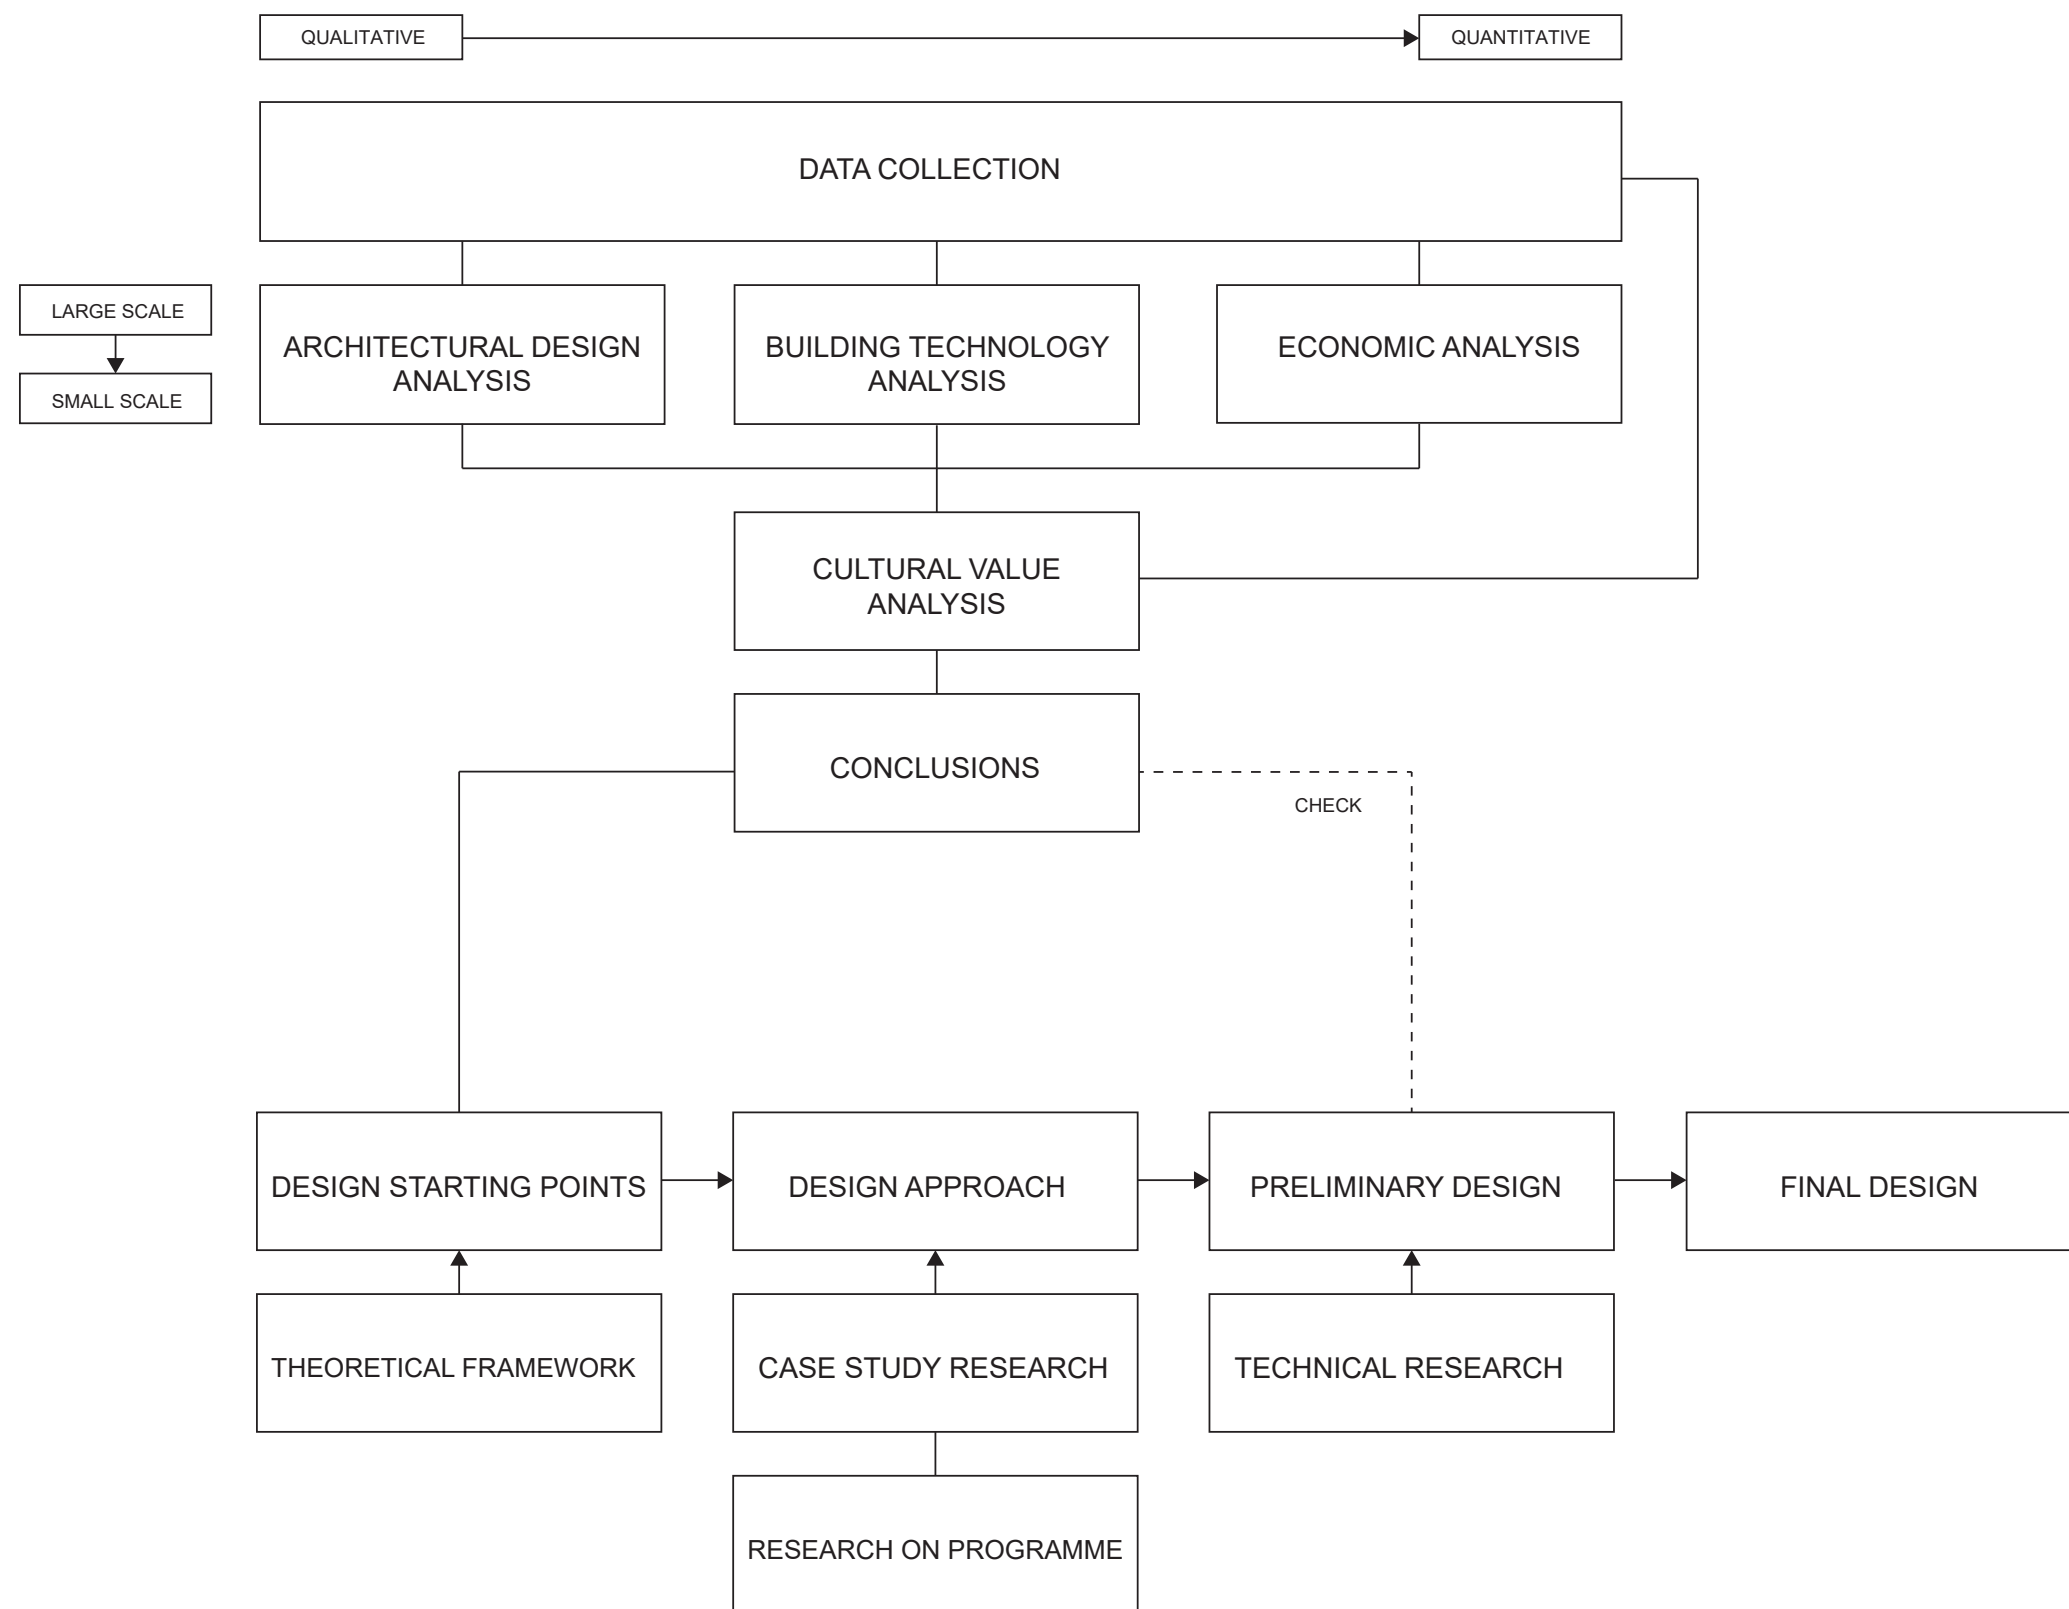 QUALITATIVE
QUANTITATIVE
DATA COLLECTION
LARGE SCALE
SMALL SCALE
ARCHITECTURAL DESIGN
ANALYSIS
BUILDING TECHNOLOGY
ANALYSIS
ECONOMIC ANALYSIS
CULTURAL VALUE
ANALYSIS
CONCLUSIONS
CHECK
DESIGN STARTING POINTS
DESIGN APPROACH
PRELIMINARY DESIGN
FINAL DESIGN
THEORETICAL FRAMEWORK
CASE STUDY RESEARCH
TECHNICAL RESEARCH
RESEARCH ON PROGRAMME